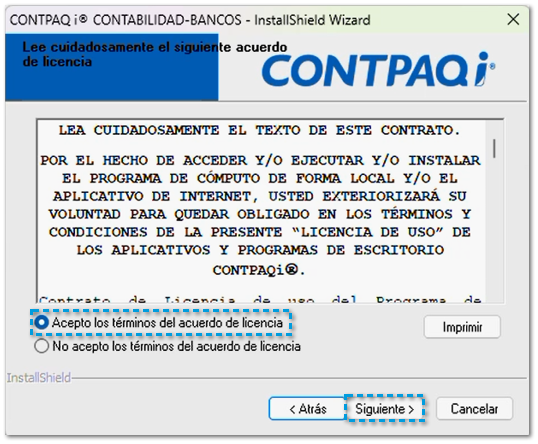 CONTPAQ i® CONTABILIDAD-BANCOS - InstallShield Wizard
Lee cuidadosamente el siguiente acuerdo
de licencia
CONTPAQ i®
LEA CUIDADOSAMENTE EL TEXTO DE ESTE CONTRATO.
POR EL HECHO DE ACCEDER Y/O EJECUTAR Y/O INSTALAR
EL PROGRAMA DE CÓMPUTO DE FORMA LOCAL Y/O EL
APLICATIVO DE INTERNET, USTED EXTERIORIZARÁ SU
VOLUNTAD PARA QUEDAR OBLIGADO EN LOS TÉRMINOS Y
CONDICIONES DE LA PRESENTE “LICENCIA DE USO” DE
LOS APLICATIVOS Y PROGRAMAS DE ESCRITORIO
CONTPAQi®.
Contrato de Licencia de uso del Programa de
Acepto los términos del acuerdo de licencia
Imprimir
No acepto los términos del acuerdo de licencia
InstallShield
< Atrás Siguiente > Cancelar